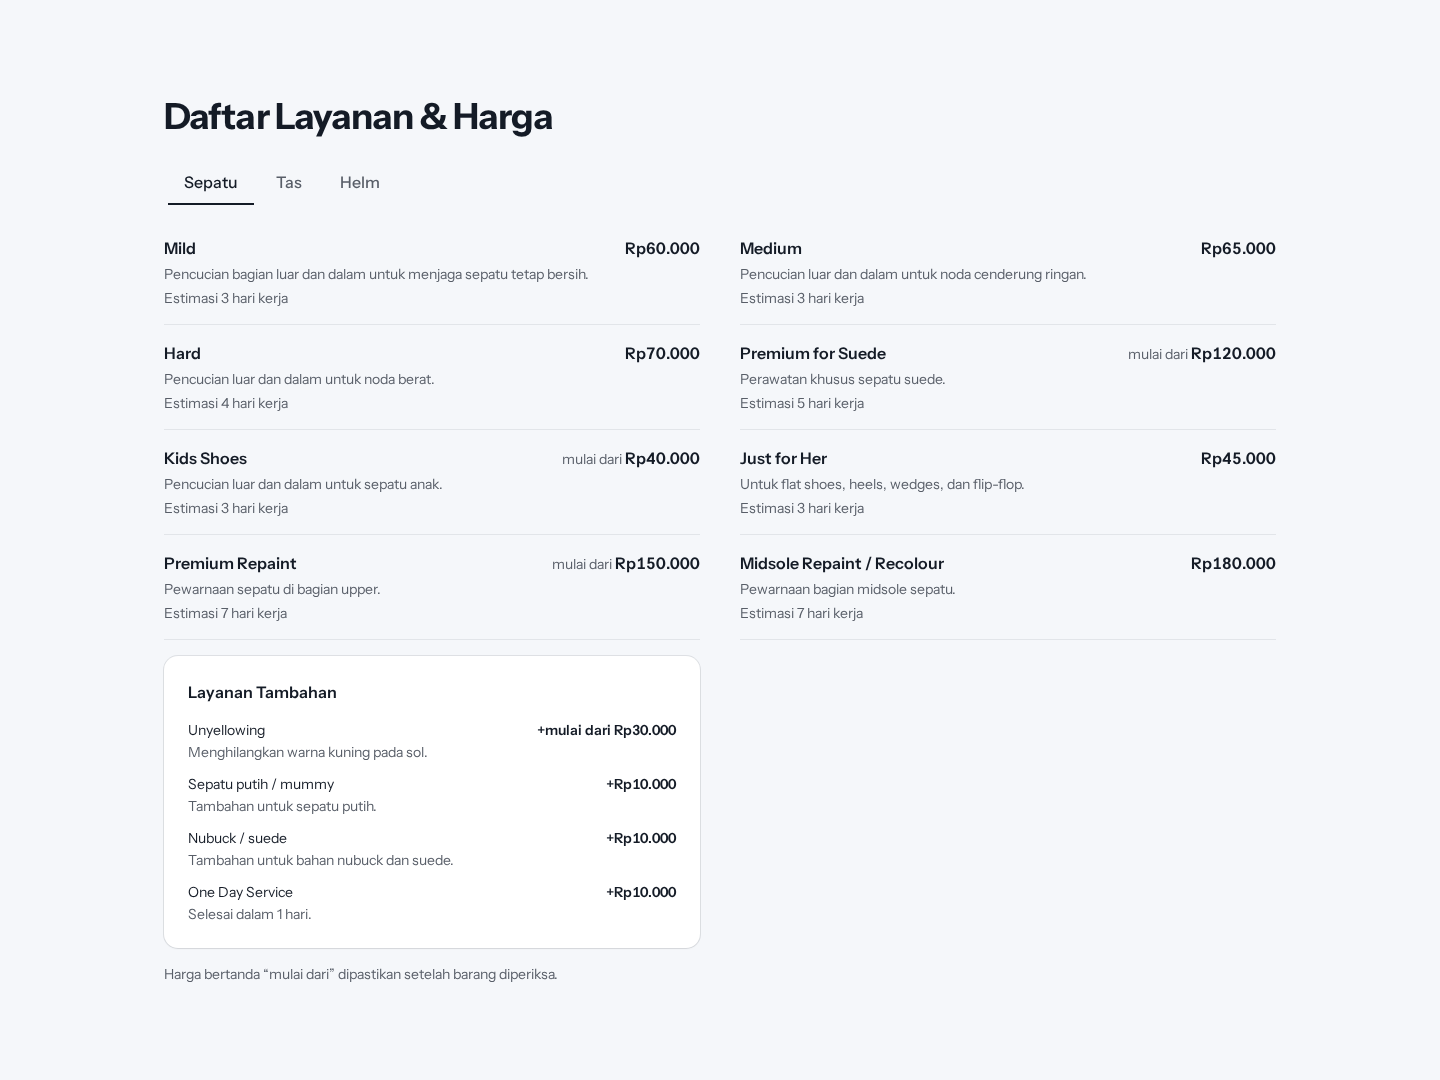 Daftar Layanan & Harga
Sepatu Tas Helm
Mild Rp60.000
Pencucian bagian luar dan dalam untuk menjaga sepatu tetap bersih.
Estimasi 3 hari kerja
Medium Rp65.000
Pencucian luar dan dalam untuk noda cenderung ringan.
Estimasi 3 hari kerja
Hard Rp70.000
Pencucian luar dan dalam untuk noda berat.
Estimasi 4 hari kerja
Premium for Suede mulai dari Rp120.000
Perawatan khusus sepatu suede.
Estimasi 5 hari kerja
Kids Shoes mulai dari Rp40.000
Pencucian luar dan dalam untuk sepatu anak.
Estimasi 3 hari kerja
Just for Her Rp45.000
Untuk flat shoes, heels, wedges, dan flip-flop.
Estimasi 3 hari kerja
Premium Repaint mulai dari Rp150.000
Pewarnaan sepatu di bagian upper.
Estimasi 7 hari kerja
Midsole Repaint / Recolour Rp180.000
Pewarnaan bagian midsole sepatu.
Estimasi 7 hari kerja
Layanan Tambahan
Unyellowing +mulai dari Rp30.000
Menghilangkan warna kuning pada sol.
Sepatu putih / mummy +Rp10.000
Tambahan untuk sepatu putih.
Nubuck / suede +Rp10.000
Tambahan untuk bahan nubuck dan suede.
One Day Service +Rp10.000
Selesai dalam 1 hari.
Harga bertanda “mulai dari” dipastikan setelah barang diperiksa.